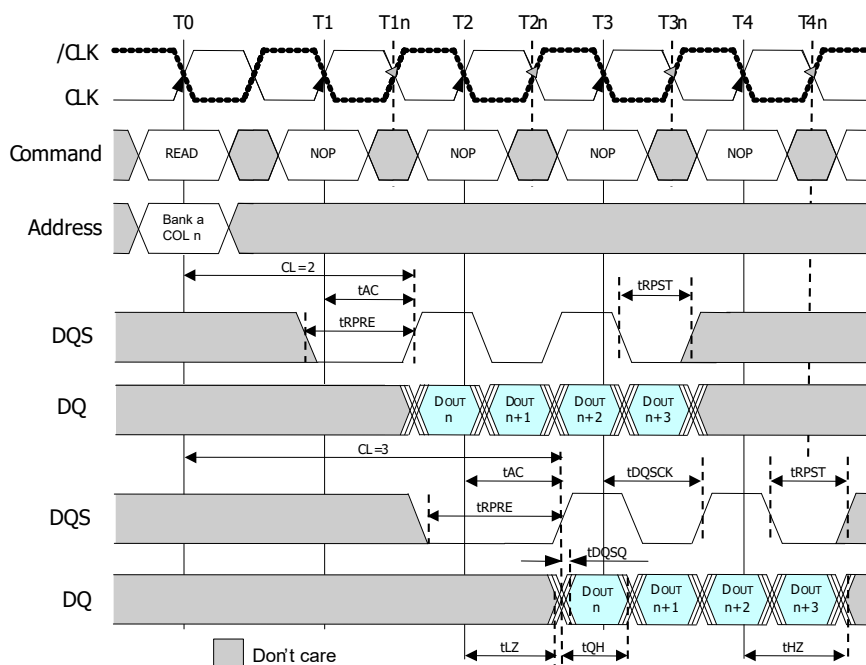 T0 T1 T1n T2 T2n T3 T3n T4 T4n
/CLK
CLK
Command READ NOP NOP NOP NOP
Address Bank a
COL n
CL=2
tAC
tRPST
tRPRE
DQS
DQ DOUT n DOUT n+1 DOUT n+2 DOUT n+3
CL=3
tAC tDQSCK tRPST
tRPRE
DQS
tDQSQ
DQ DOUT n DOUT n+1 DOUT n+2 DOUT n+3
tLZ tQH tHZ
Don't care